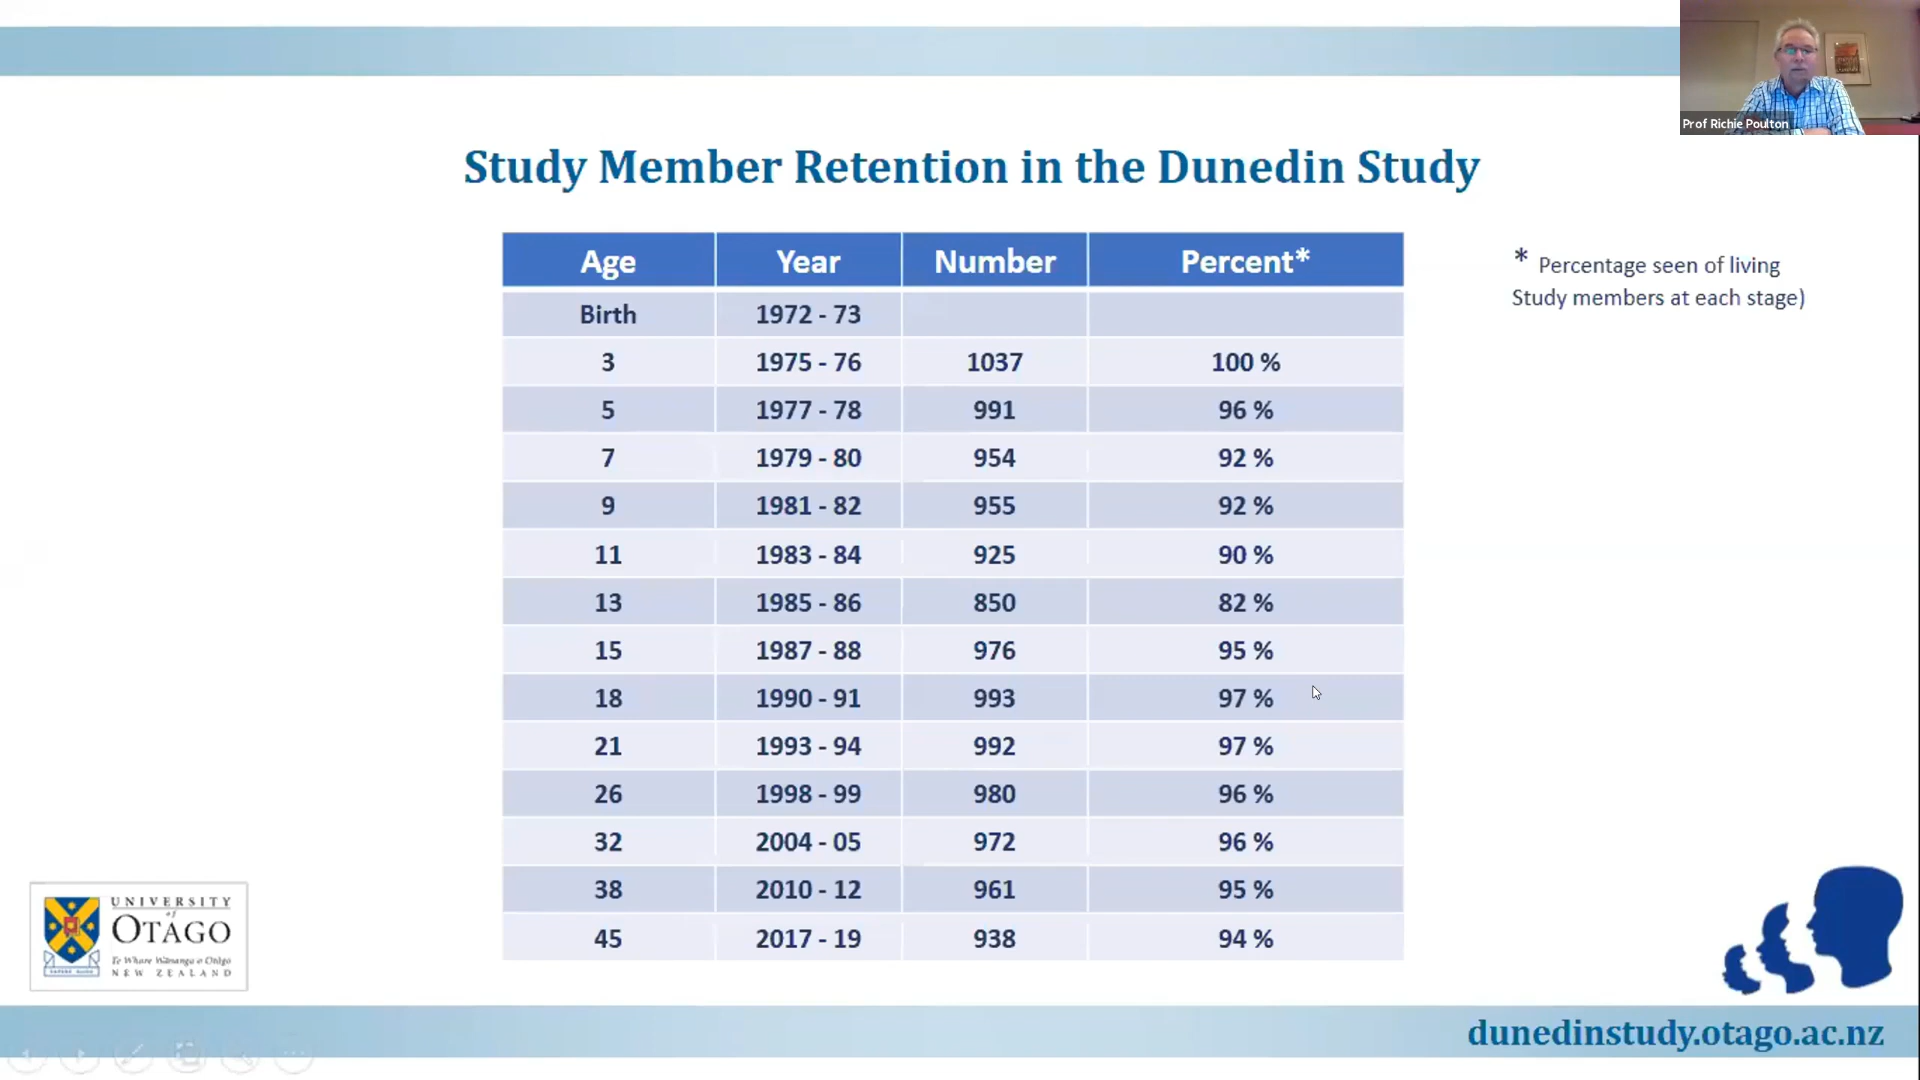 Prof Richie Poulton
Study Member Retention in the Dunedin Study
Age Year Number Percent*
Birth 1972 - 73
3 1975 - 76 1037 100 %
5 1977 - 78 991 96 %
7 1979 - 80 954 92 %
9 1981 - 82 955 92 %
11 1983 - 84 925 90 %
13 1985 - 86 850 82 %
15 1987 - 88 976 95 %
18 1990 - 91 993 97 %
21 1993 - 94 992 97 %
26 1998 - 99 980 96 %
32 2004 - 05 972 96 %
38 2010 - 12 961 95 %
45 2017 - 19 938 94 %
* Percentage seen of living
Study members at each stage)
UNIVERSITY
of
OTAGO
Te Whare Wānanga o Otāgo
NEW ZEALAND
dunedinstudy.otago.ac.nz